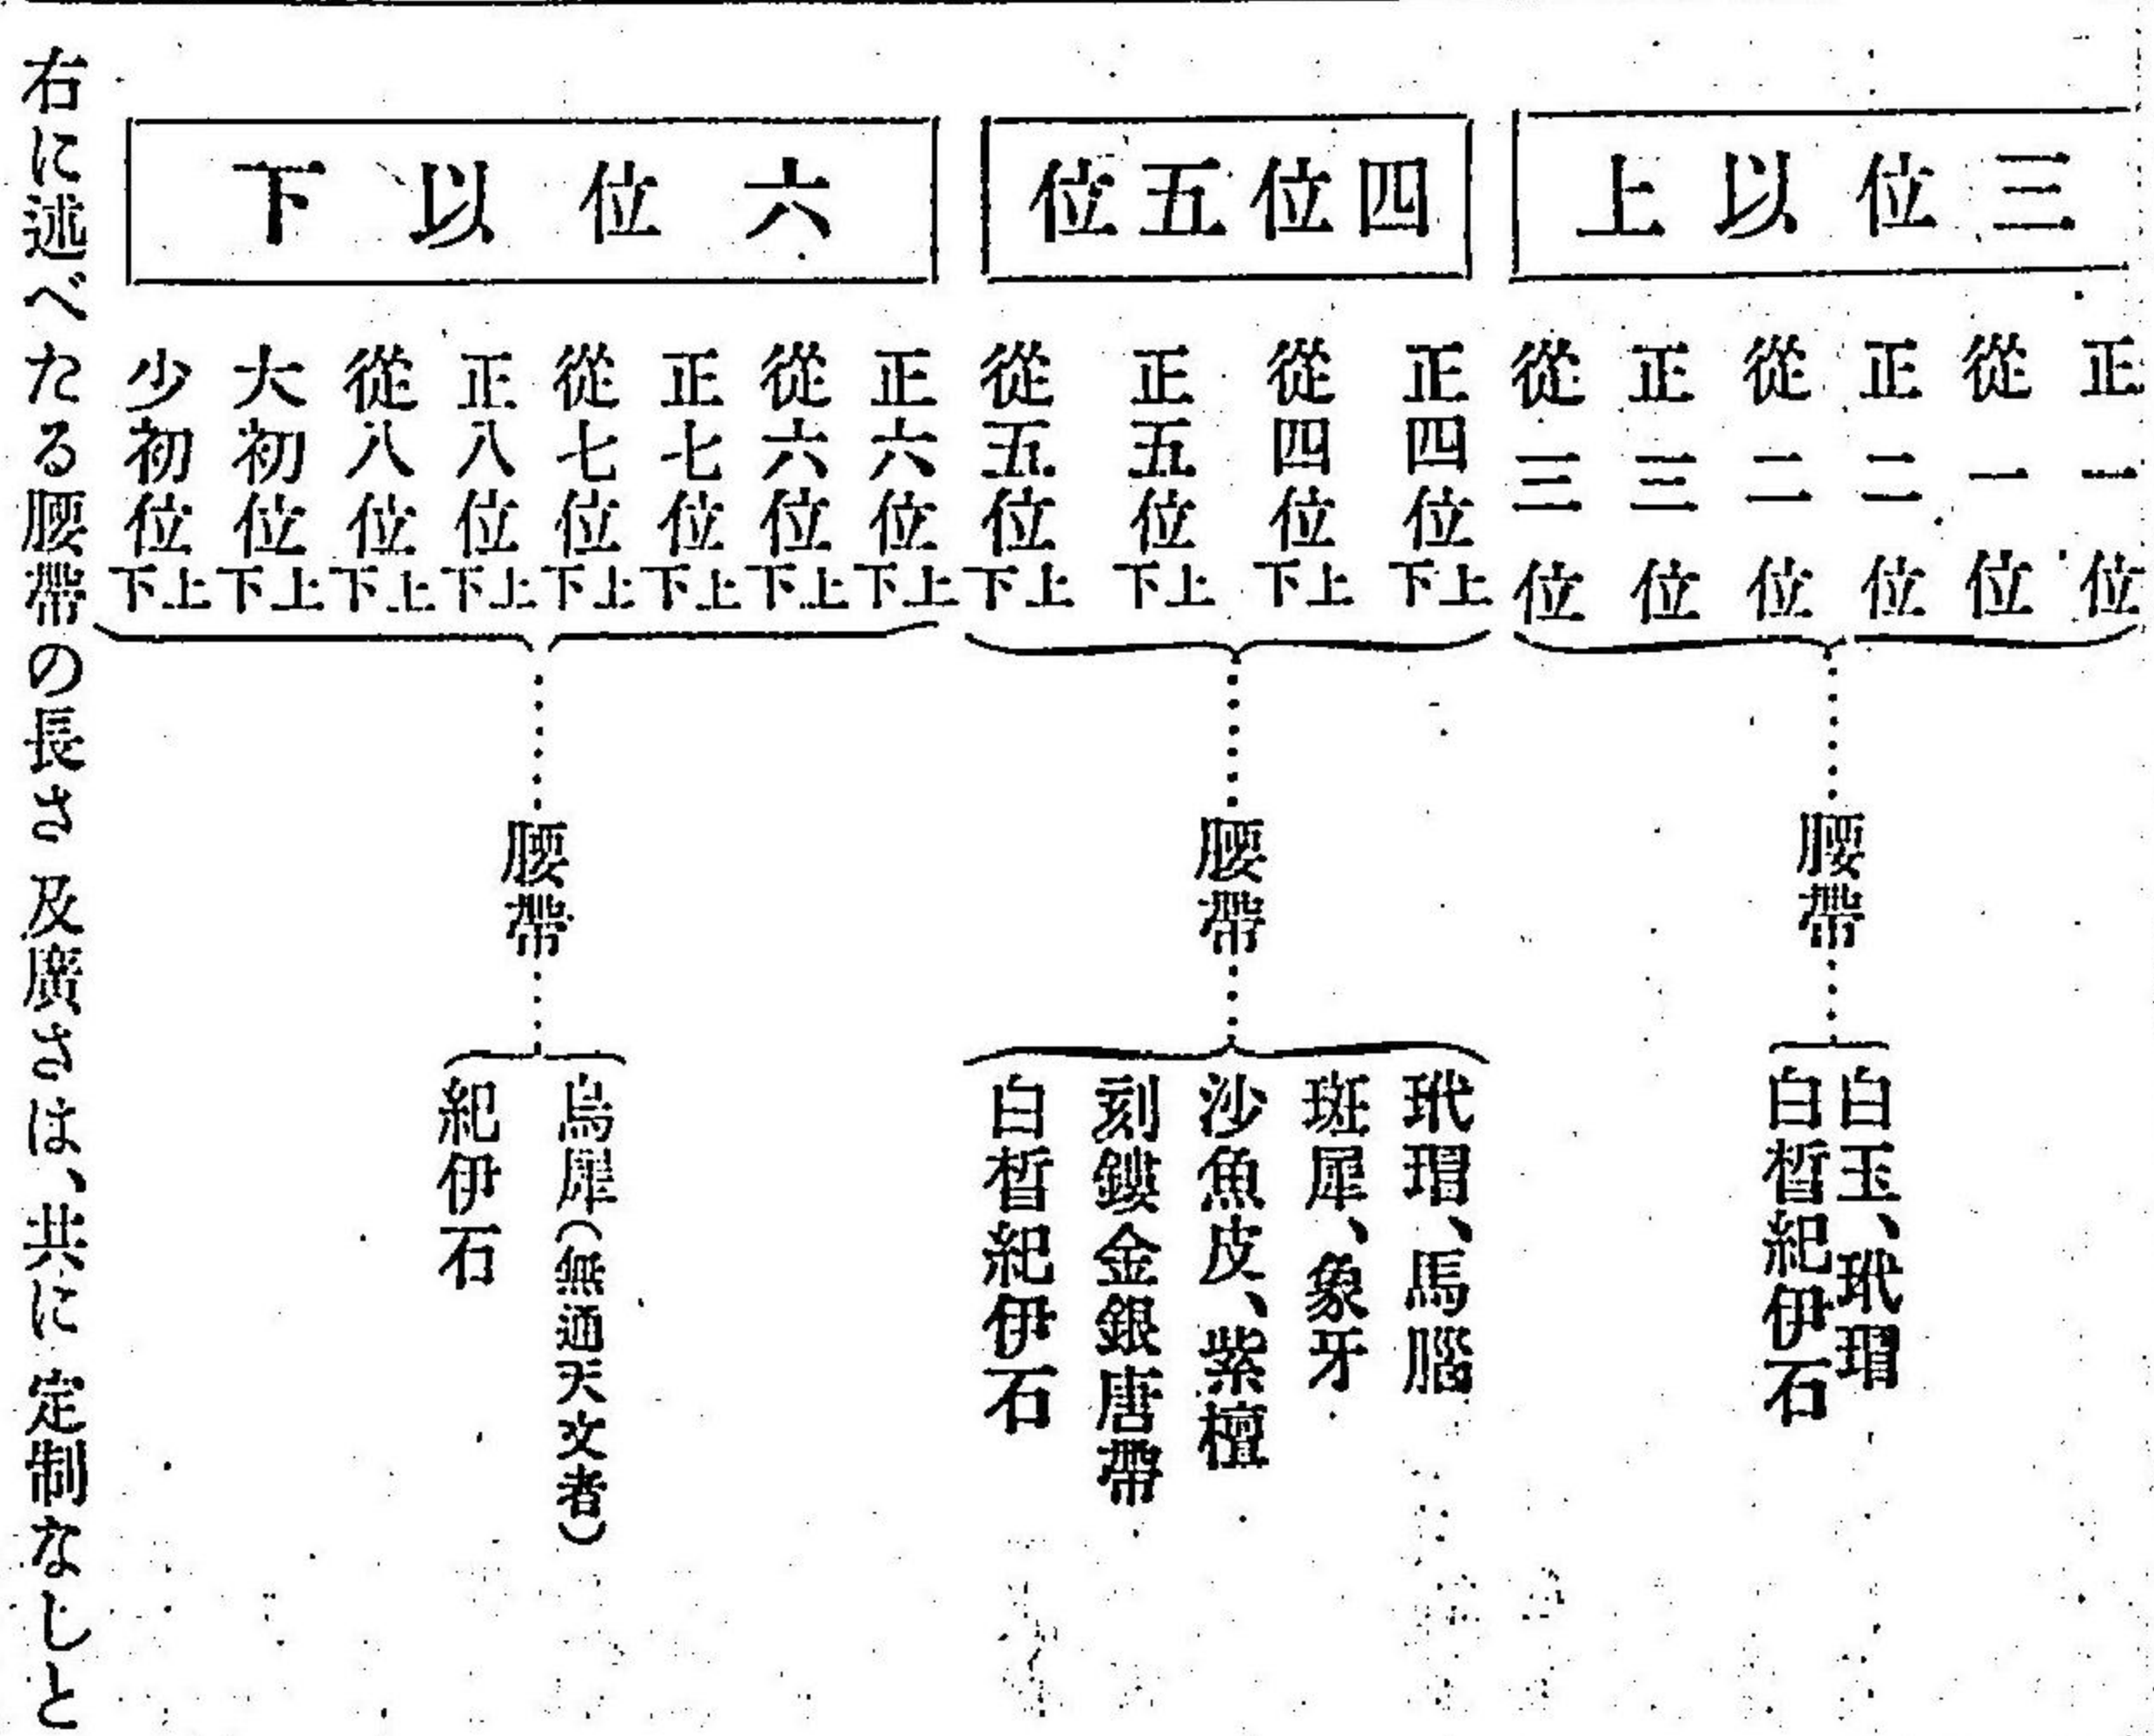 三位以上
正一位
從一位
正二位
從二位
正三位
從三位
腰帶
白玉、玳瑁
白晳紀伊石
四位五位
正四位上下
從四位上下
正五位上下
從五位上下
腰帶
玳瑁、馬腦
斑犀、象牙
沙魚皮、紫檀
刻鏤金銀唐帶
白晳紀伊石
六位以下
正六位上下
從六位上下
正七位上下
從七位上下
正八位上下
從八位上下
大初位上下
少初位上下
腰帶
烏犀(無通天文者)
紀伊石
右に述べたる腰帶の長さ及廣さは、共に定制なしと